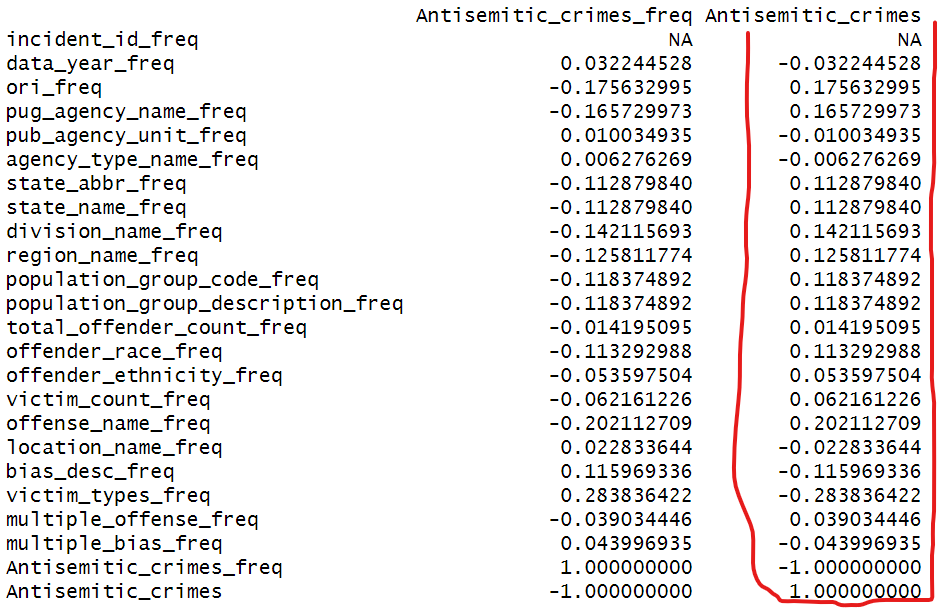 Antisemitic_crimes_freq Antisemitic_crimes
incident_id_freq NA NA
data_year_freq 0.032244528 -0.032244528
ori_freq -0.175632995 0.175632995
pug_agency_name_freq -0.165729973 0.165729973
pub_agency_unit_freq 0.010034935 -0.010034935
agency_type_name_freq 0.006276269 -0.006276269
state_abbr_freq -0.112879840 0.112879840
state_name_freq -0.112879840 0.112879840
division_name_freq -0.142115693 0.142115693
region_name_freq -0.125811774 0.125811774
population_group_code_freq -0.118374892 0.118374892
population_group_description_freq -0.118374892 0.118374892
total_offender_count_freq -0.014195095 0.014195095
offender_race_freq -0.113292988 0.113292988
offender_ethnicity_freq -0.053597504 0.053597504
victim_count_freq -0.062161226 0.062161226
offense_name_freq -0.202112709 0.202112709
location_name_freq 0.022833644 -0.022833644
bias_desc_freq 0.115969336 -0.115969336
victim_types_freq 0.283836422 -0.283836422
multiple_offense_freq -0.039034446 0.039034446
multiple_bias_freq 0.043996935 -0.043996935
Antisemitic_crimes_freq 1.000000000 -1.000000000
Antisemitic_crimes -1.000000000 1.000000000